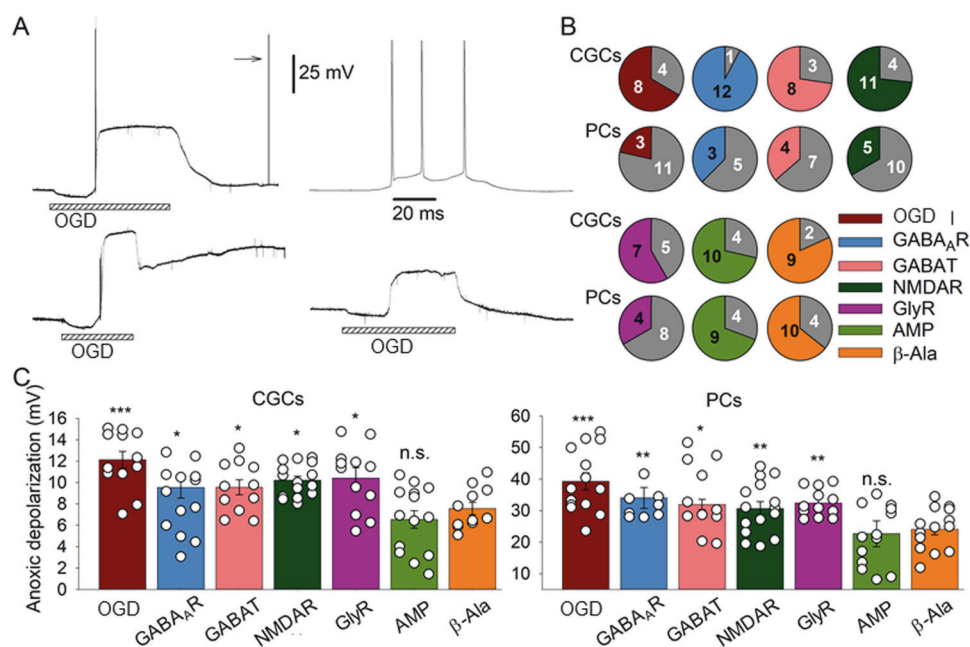 A
25 mV
OGD
20 ms
OGD
OGD
B
CGCs
8 4
12 1
8 3
11 4
PCs
3 11
3 5
4 7
5 10
CGCs
7 5
10 4
9 2
PCs
4 8
9 4
10 4
OGD I
GABAAR
GABAT
NMDAR
GlyR
AMP
β-Ala
C
CGCs
Anoxic depolarization (mV)
16
14
12
10
8
6
4
2
0
***
*
*
*
*
n.s.
OGD
GABAAR
GABAT
NMDAR
GlyR
AMP
β-Ala
PCs
60
50
40
30
20
10
***
**
*
**
**
n.s.
OGD
GABAAR
GABAT
NMDAR
GlyR
AMP
β-Ala